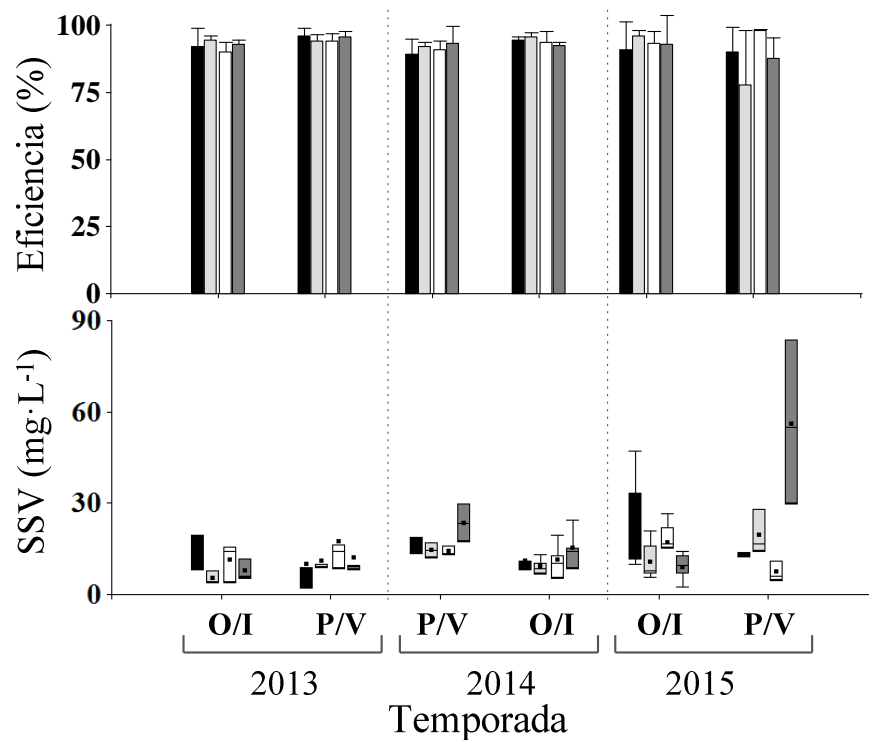 Eficiencia (%)
100
75
50
25
0
SSV (mg·L-1)
90
60
30
0
O/I P/V P/V O/I O/I P/V
2013 2014 2015
Temporada